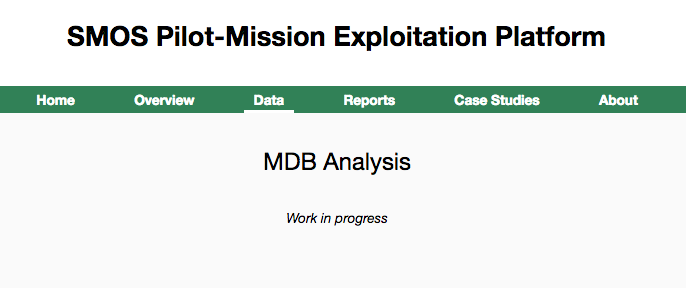 SMOS Pilot-Mission Exploitation Platform
Home Overview Data Reports Case Studies About
MDB Analysis
Work in progress